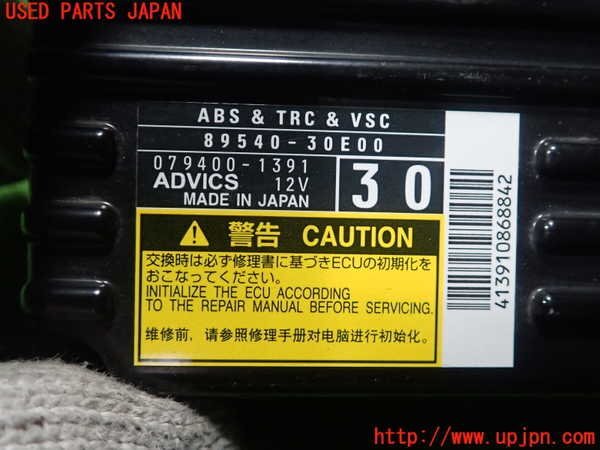 USED PARTS JAPAN
ABS & TRC & VSC
89540-30E00
079400-1391
ADVICS 12V
MADE IN JAPAN
30
警告 CAUTION
交換時は必ず修理書に基づきECUの初期化を
おこなってください。
INITIALIZE THE ECU ACCORDING
TO THE REPAIR MANUAL BEFORE SERVICING.
维修前，请参照修理手册对电脑进行初始化。
413910868842
http://www.upjpn.com/